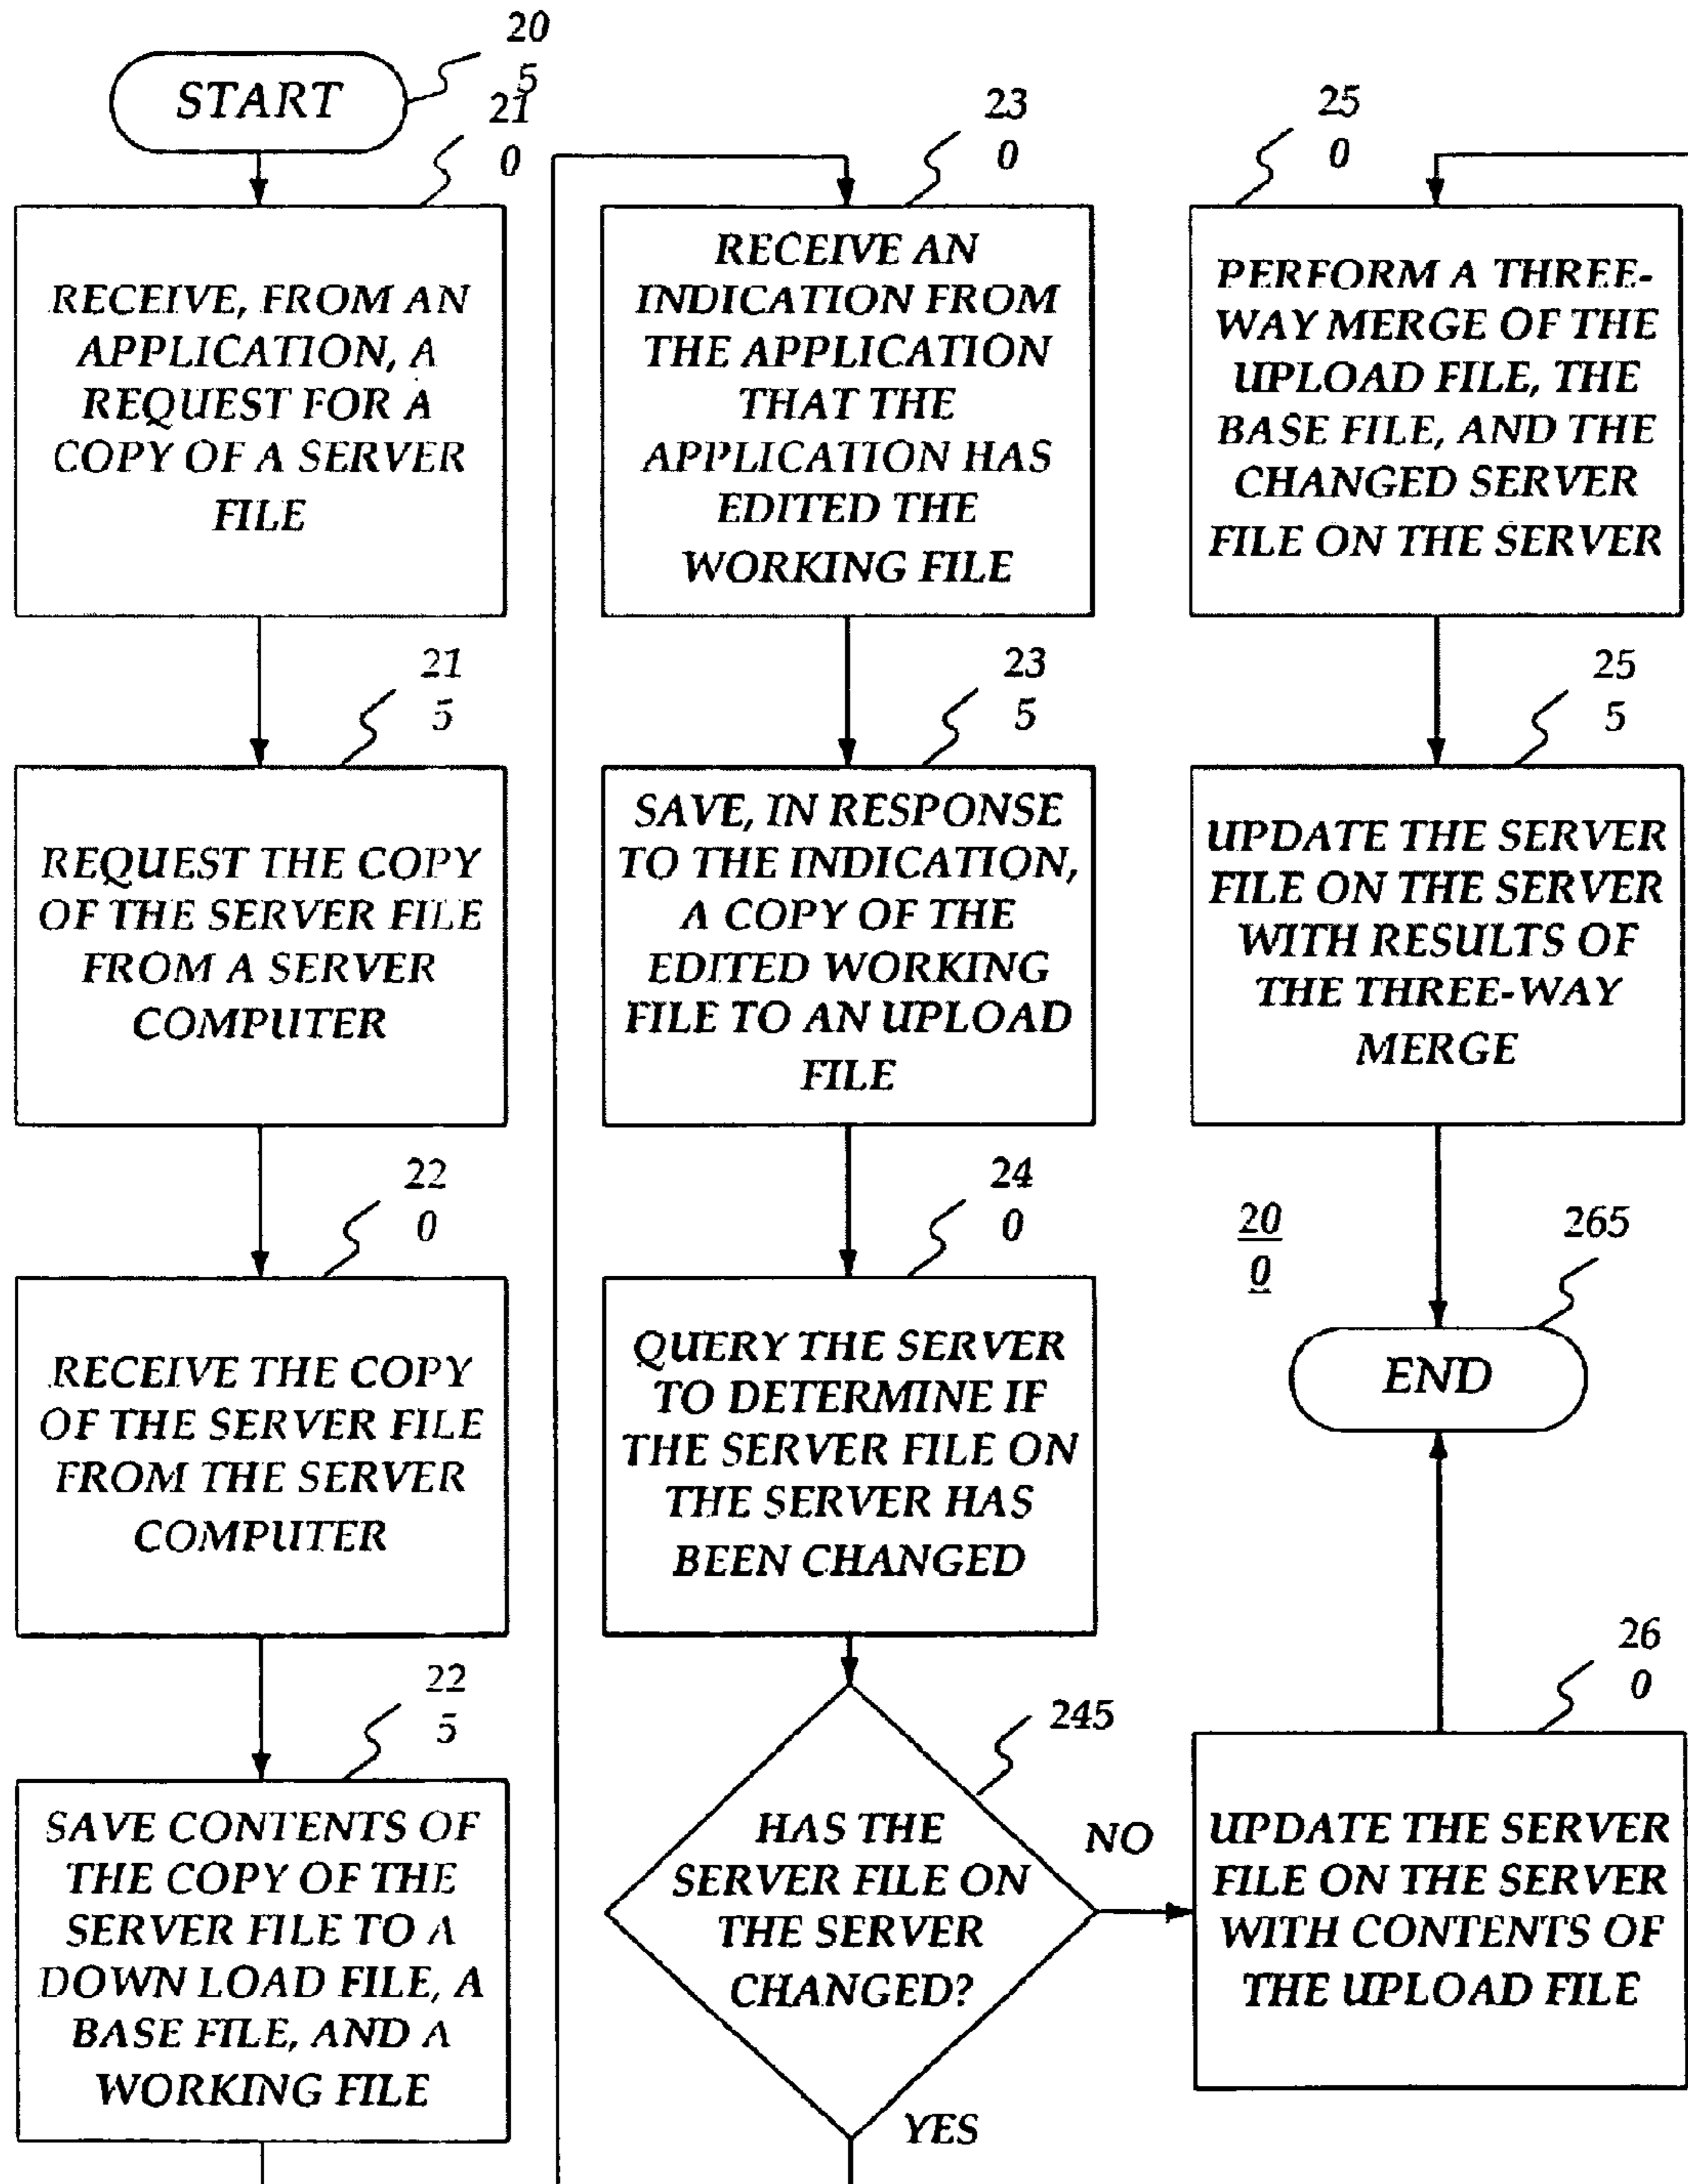 START
20
5
21
0
RECEIVE, FROM AN
APPLICATION, A
REQUEST FOR A
COPY OF A SERVER
FILE
21
5
REQUEST THE COPY
OF THE SERVER FILE
FROM A SERVER
COMPUTER
22
0
RECEIVE THE COPY
OF THE SERVER FILE
FROM THE SERVER
COMPUTER
22
5
SAVE CONTENTS OF
THE COPY OF THE
SERVER FILE TO A
DOWN LOAD FILE, A
BASE FILE, AND A
WORKING FILE
23
0
RECEIVE AN
INDICATION FROM
THE APPLICATION
THAT THE
APPLICATION HAS
EDITED THE
WORKING FILE
23
5
SAVE, IN RESPONSE
TO THE INDICATION,
A COPY OF THE
EDITED WORKING
FILE TO AN UPLOAD
FILE
24
0
QUERY THE SERVER
TO DETERMINE IF
THE SERVER FILE ON
THE SERVER HAS
BEEN CHANGED
245
HAS THE
SERVER FILE ON
THE SERVER
CHANGED?
NO
YES
25
0
PERFORM A THREE-
WAY MERGE OF THE
UPLOAD FILE, THE
BASE FILE, AND THE
CHANGED SERVER
FILE ON THE SERVER
25
5
UPDATE THE SERVER
FILE ON THE SERVER
WITH RESULTS OF
THE THREE-WAY
MERGE
20
0
265
END
26
0
UPDATE THE SERVER
FILE ON THE SERVER
WITH CONTENTS OF
THE UPLOAD FILE